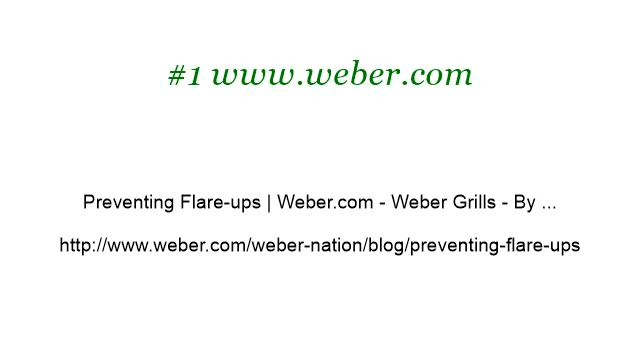 #1 www.weber.com
Preventing Flare-ups | Weber.com - Weber Grills - By ...
http://www.weber.com/weber-nation/blog/preventing-flare-ups